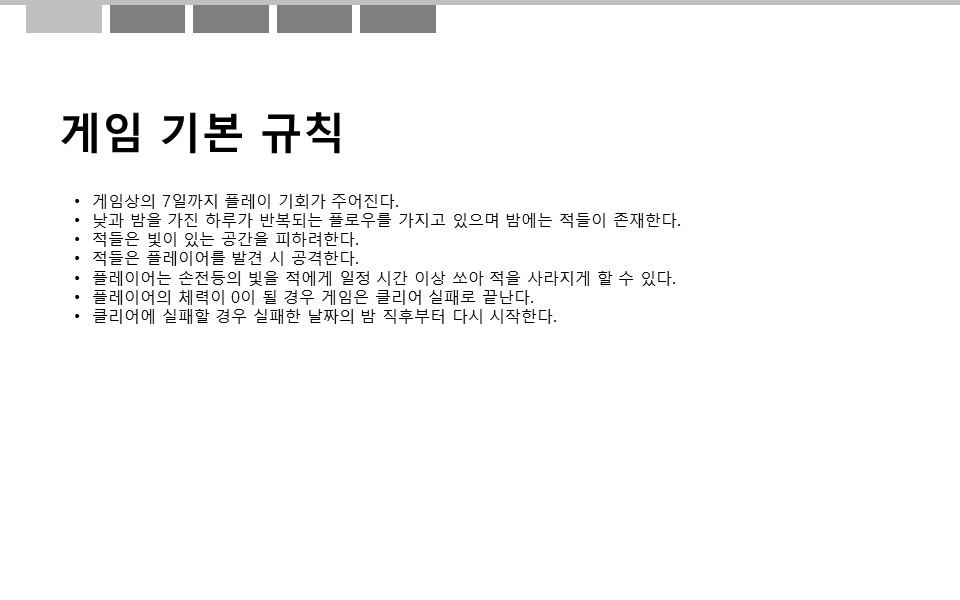 게임 기본 규칙
• 게임상의 7일까지 플레이 기회가 주어진다.
• 낮과 밤을 가진 하루가 반복되는 플로우를 가지고 있으며 밤에는 적들이 존재한다.
• 적들은 빛이 있는 공간을 피하려한다.
• 적들은 플레이어를 발견 시 공격한다.
• 플레이어는 손전등의 빛을 적에게 일정 시간 이상 쏘아 적을 사라지게 할 수 있다.
• 플레이어의 체력이 0이 될 경우 게임은 클리어 실패로 끝난다.
• 클리어에 실패할 경우 실패한 날짜의 밤 직후부터 다시 시작한다.